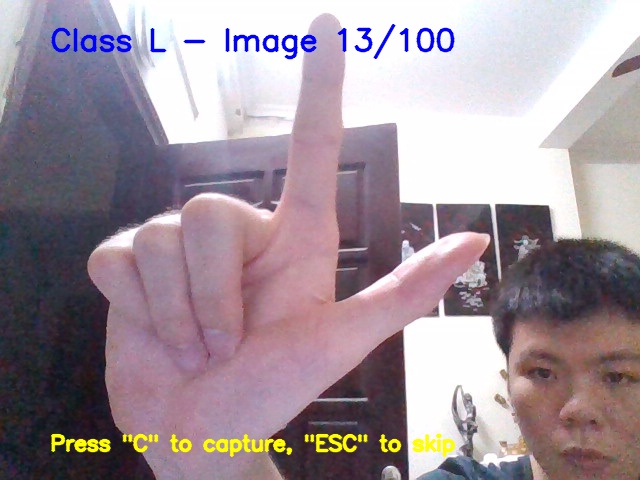 Class L - Image 13/100
Press "C" to capture, "ESC" to skip